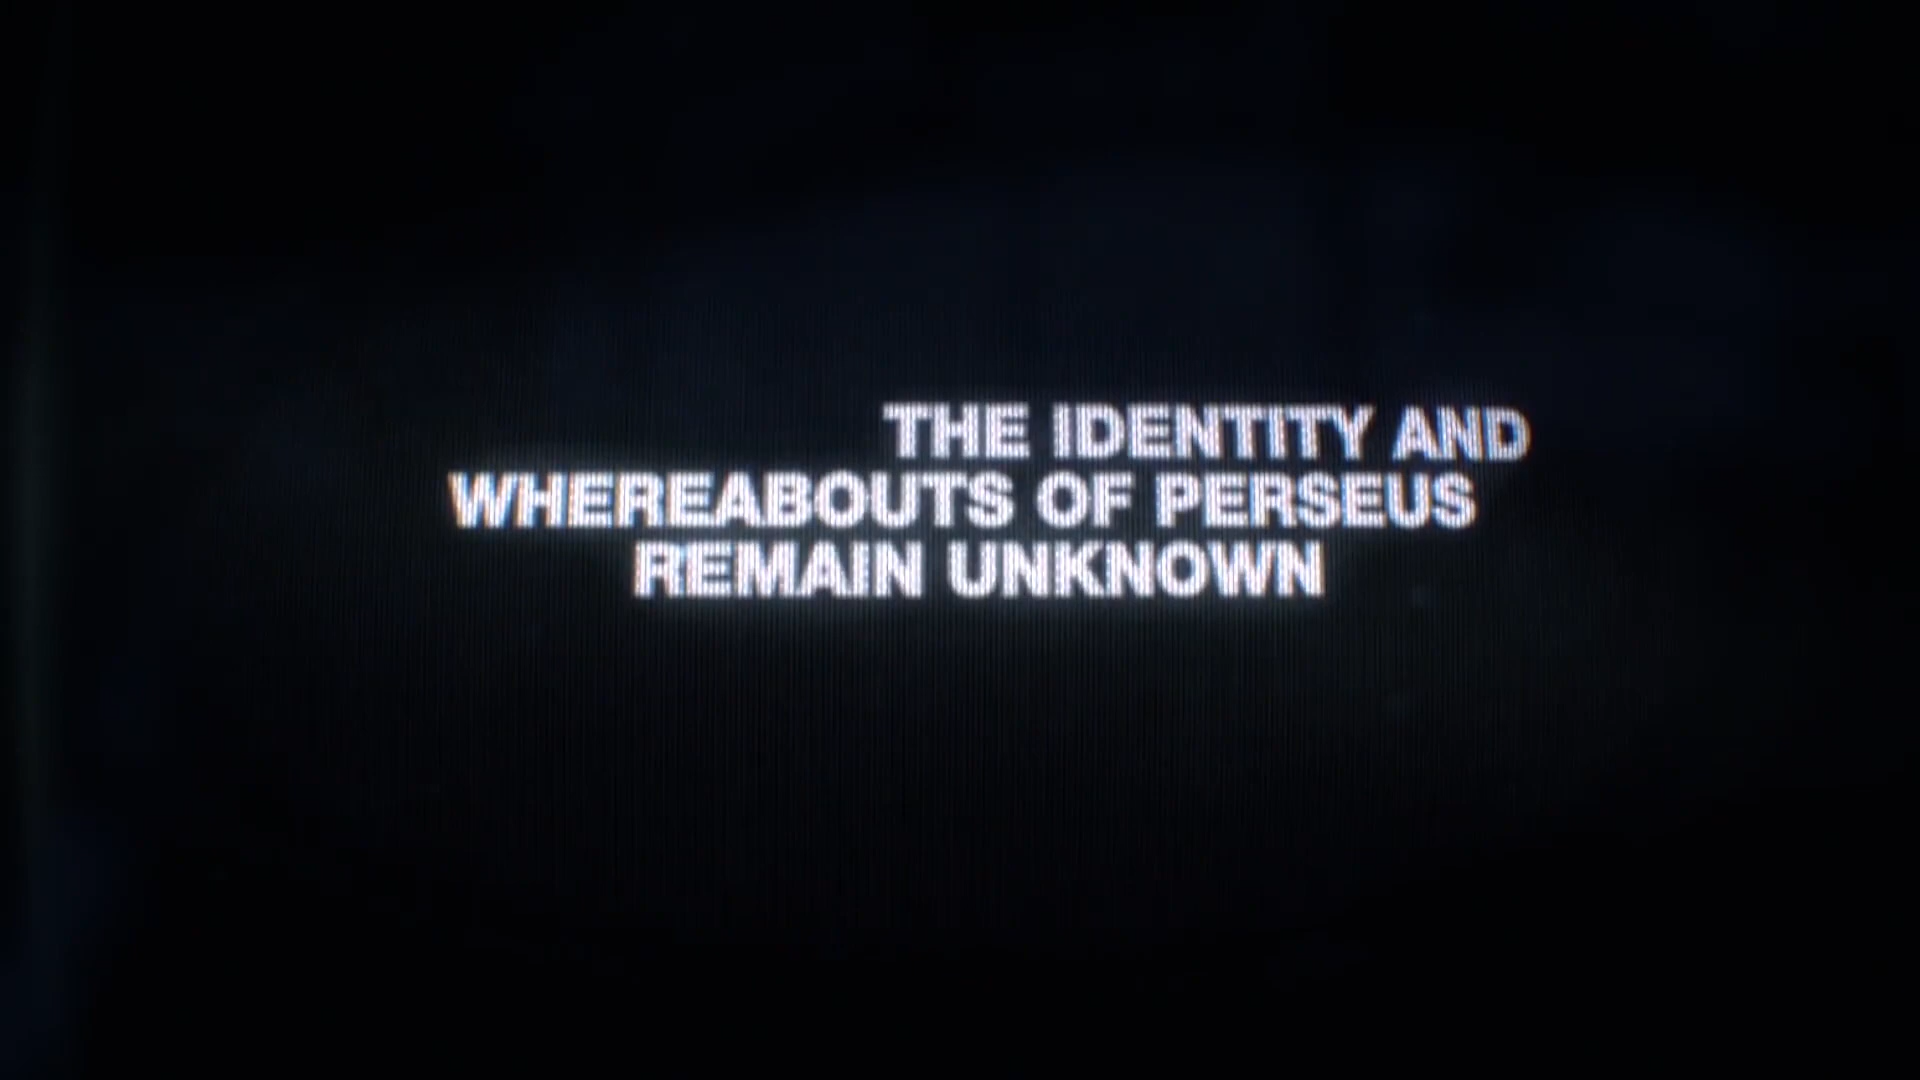 THE IDENTITY AND
WHEREABOUTS OF PERSEUS
REMAIN UNKNOWN